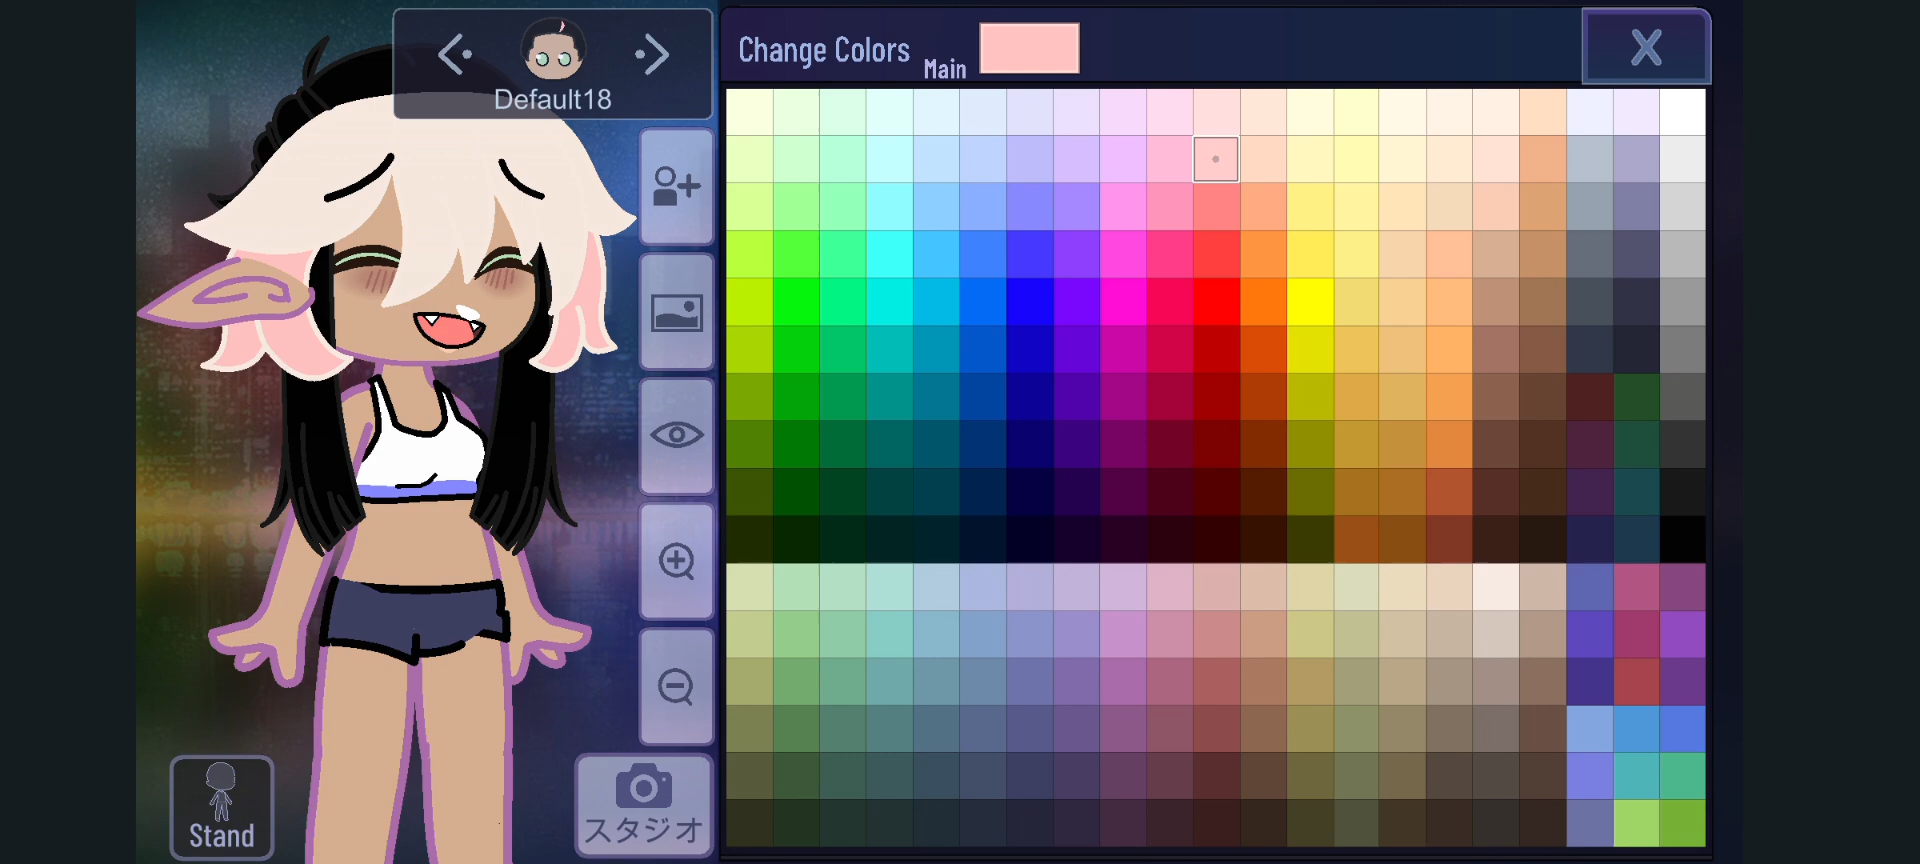 Default18
Change Colors
Main
X
Stand
スタジオ